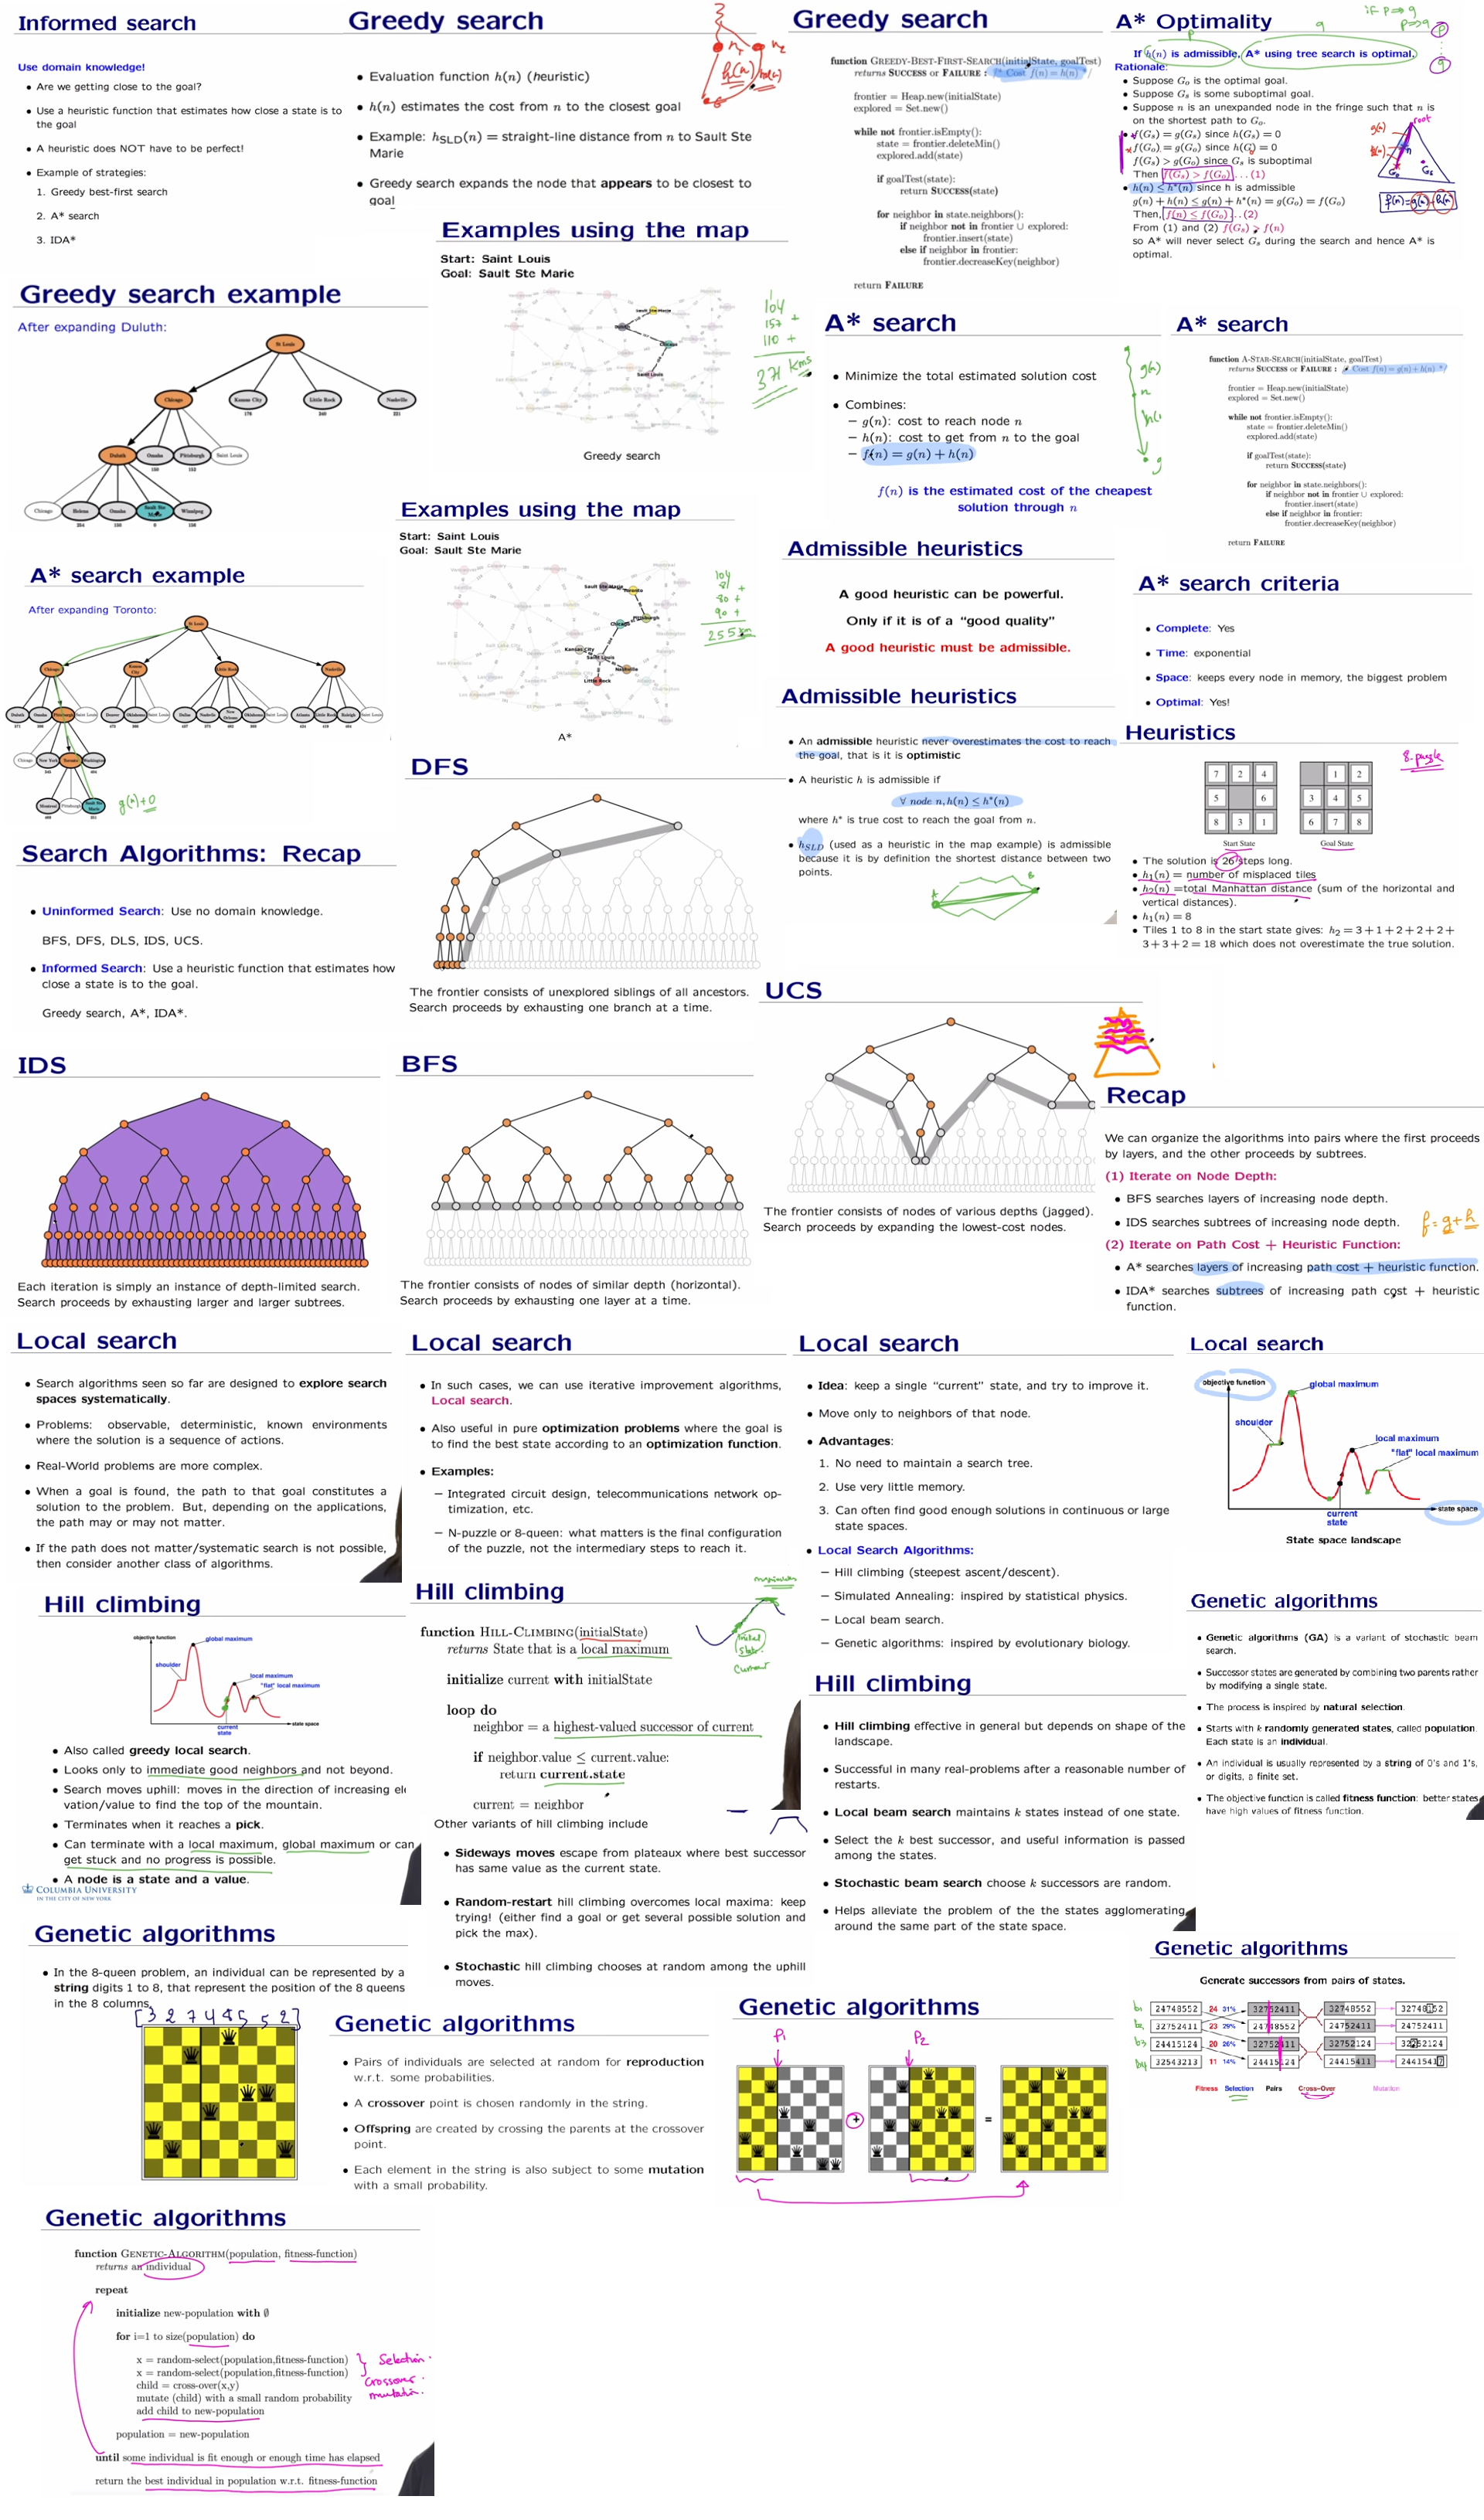 Informed search
Use domain knowledge!
• Are we getting close to the goal?
• Use a heuristic function that estimates how close a state is to
the goal
• A heuristic does NOT have to be perfect!
• Example of strategies:
1. Greedy best-first search
2. A* search
3. IDA*
Greedy search
• Evaluation function h(n) (heuristic)
• h(n) estimates the cost from n to the closest goal
• Example: hSLD(n) = straight-line distance from n to Sault Ste
Marie
• Greedy search expands the node that appears to be closest to
goal
Greedy search
function GREEDY-BEST-FIRST-SEARCH(initialState, goalTest)
returns SUCCESS or FAILURE : /* Cost f(n) = h(n) */
frontier = Heap.new(initialState)
explored = Set.new()
while not frontier.isEmpty():
state = frontier.deleteMin()
explored.add(state)
if goalTest(state):
return SUCCESS(state)
for neighbor in state.neighbors():
if neighbor not in frontier ∪ explored:
frontier.insert(state)
else if neighbor in frontier:
frontier.decreaseKey(neighbor)
return FAILURE
A* Optimality
if p ⇒ q
If h(n) is admissible, A* using tree search is optimal.
Rationale:
• Suppose Go is the optimal goal.
• Suppose Gs is some suboptimal goal.
• Suppose n is an unexpanded node in the fringe such that n is
on the shortest path to Go.
• f(Gs) = g(Gs) since h(Gs) = 0
f(Go) = g(Go) since h(Go) = 0
f(Gs) > g(Go) since Gs is suboptimal
Then f(Gs) > f(Go) . . . (1)
• h(n) ≤ h*(n) since h is admissible
g(n) + h(n) ≤ g(n) + h*(n) = g(Go) = f(Go)
Then, f(n) ≤ f(Go) . . (2)
From (1) and (2) f(Gs) > f(n)
so A* will never select Gs during the search and hence A* is
optimal.
root
f(n)=g(n)+h(n)
Greedy search example
After expanding Duluth:
St Louis
Chicago
Kansas City
Little Rock
Nashville
Duluth
Omaha
Pittsburgh
Saint Louis
Chicago
Helena
Omaha
Sault Ste Marie
Winnipeg
Examples using the map
Start: Saint Louis
Goal: Sault Ste Marie
104
157 +
110 +
371 kms
Greedy search
A* search
• Minimize the total estimated solution cost
• Combines:
– g(n): cost to reach node n
– h(n): cost to get from n to the goal
– f(n) = g(n) + h(n)
f(n) is the estimated cost of the cheapest
solution through n
A* search
function A-STAR-SEARCH(initialState, goalTest)
returns SUCCESS or FAILURE : /* Cost f(n) = g(n) + h(n) */
frontier = Heap.new(initialState)
explored = Set.new()
while not frontier.isEmpty():
state = frontier.deleteMin()
explored.add(state)
if goalTest(state):
return SUCCESS(state)
for neighbor in state.neighbors():
if neighbor not in frontier ∪ explored:
frontier.insert(state)
else if neighbor in frontier:
frontier.decreaseKey(neighbor)
return FAILURE
A* search example
After expanding Toronto:
g(n)+0
Examples using the map
Start: Saint Louis
Goal: Sault Ste Marie
104
81 +
80 +
90 +
255
A*
Admissible heuristics
A good heuristic can be powerful.
Only if it is of a “good quality”
A good heuristic must be admissible.
A* search criteria
• Complete: Yes
• Time: exponential
• Space: keeps every node in memory, the biggest problem
• Optimal: Yes!
Admissible heuristics
• An admissible heuristic never overestimates the cost to reach
the goal, that is it is optimistic
• A heuristic h is admissible if
∀ node n, h(n) ≤ h*(n)
where h* is true cost to reach the goal from n.
• hSLD (used as a heuristic in the map example) is admissible
because it is by definition the shortest distance between two
points.
Heuristics
8-puzzle
7 2 4
5 6
8 3 1
1 2
3 4 5
6 7 8
Start State
Goal State
• The solution is 26 steps long.
• h1(n) = number of misplaced tiles
• h2(n) =total Manhattan distance (sum of the horizontal and
vertical distances).
• h1(n) = 8
• Tiles 1 to 8 in the start state gives: h2 = 3 + 1 + 2 + 2 + 2 +
3 + 3 + 2 = 18 which does not overestimate the true solution.
Search Algorithms: Recap
• Uninformed Search: Use no domain knowledge.
BFS, DFS, DLS, IDS, UCS.
• Informed Search: Use a heuristic function that estimates how
close a state is to the goal.
Greedy search, A*, IDA*.
DFS
The frontier consists of unexplored siblings of all ancestors.
Search proceeds by exhausting one branch at a time.
IDS
Each iteration is simply an instance of depth-limited search.
Search proceeds by exhausting larger and larger subtrees.
BFS
The frontier consists of nodes of similar depth (horizontal).
Search proceeds by exhausting one layer at a time.
UCS
The frontier consists of nodes of various depths (jagged).
Search proceeds by expanding the lowest-cost nodes.
Recap
We can organize the algorithms into pairs where the first proceeds
by layers, and the other proceeds by subtrees.
(1) Iterate on Node Depth:
• BFS searches layers of increasing node depth.
• IDS searches subtrees of increasing node depth.
f = g + h
(2) Iterate on Path Cost + Heuristic Function:
• A* searches layers of increasing path cost + heuristic function.
• IDA* searches subtrees of increasing path cost + heuristic
function.
Local search
• Search algorithms seen so far are designed to explore search
spaces systematically.
• Problems: observable, deterministic, known environments
where the solution is a sequence of actions.
• Real-World problems are more complex.
• When a goal is found, the path to that goal constitutes a
solution to the problem. But, depending on the applications,
the path may or may not matter.
• If the path does not matter/systematic search is not possible,
then consider another class of algorithms.
Local search
• In such cases, we can use iterative improvement algorithms,
Local search.
• Also useful in pure optimization problems where the goal is
to find the best state according to an optimization function.
• Examples:
– Integrated circuit design, telecommunications network op-
timization, etc.
– N-puzzle or 8-queen: what matters is the final configuration
of the puzzle, not the intermediary steps to reach it.
Local search
• Idea: keep a single “current” state, and try to improve it.
• Move only to neighbors of that node.
• Advantages:
1. No need to maintain a search tree.
2. Use very little memory.
3. Can often find good enough solutions in continuous or large
state spaces.
• Local Search Algorithms:
– Hill climbing (steepest ascent/descent).
– Simulated Annealing: inspired by statistical physics.
– Local beam search.
– Genetic algorithms: inspired by evolutionary biology.
Local search
objective function
global maximum
shoulder
local maximum
"flat" local maximum
state space
current
state
State space landscape
Hill climbing
objective function
global maximum
shoulder
local maximum
"flat" local maximum
state space
current
state
• Also called greedy local search.
• Looks only to immediate good neighbors and not beyond.
• Search moves uphill: moves in the direction of increasing ele
vation/value to find the top of the mountain.
• Terminates when it reaches a pick.
• Can terminate with a local maximum, global maximum or can
get stuck and no progress is possible.
• A node is a state and a value.
COLUMBIA UNIVERSITY
IN THE CITY OF NEW YORK
Hill climbing
function HILL-CLIMBING(initialState)
returns State that is a local maximum
initialize current with initialState
loop do
neighbor = a highest-valued successor of current
if neighbor.value ≤ current.value:
return current.state
current = neighbor
initial
state
current
Other variants of hill climbing include
• Sideways moves escape from plateaux where best successor
has same value as the current state.
• Random-restart hill climbing overcomes local maxima: keep
trying! (either find a goal or get several possible solution and
pick the max).
• Stochastic hill climbing chooses at random among the uphill
moves.
Hill climbing
• Hill climbing effective in general but depends on shape of the
landscape.
• Successful in many real-problems after a reasonable number of
restarts.
• Local beam search maintains k states instead of one state.
• Select the k best successor, and useful information is passed
among the states.
• Stochastic beam search choose k successors are random.
• Helps alleviate the problem of the the states agglomerating
around the same part of the state space.
Genetic algorithms
• Genetic algorithms (GA) is a variant of stochastic beam
search.
• Successor states are generated by combining two parents rather
by modifying a single state.
• The process is inspired by natural selection.
• Starts with k randomly generated states, called population.
Each state is an individual.
• An individual is usually represented by a string of 0's and 1's,
or digits, a finite set.
• The objective function is called fitness function: better states
have high values of fitness function.
Genetic algorithms
• In the 8-queen problem, an individual can be represented by a
string digits 1 to 8, that represent the position of the 8 queens
in the 8 columns.
Genetic algorithms
• Pairs of individuals are selected at random for reproduction
w.r.t. some probabilities.
• A crossover point is chosen randomly in the string.
• Offspring are created by crossing the parents at the crossover
point.
• Each element in the string is also subject to some mutation
with a small probability.
Genetic algorithms
P1
P2
+ =
Genetic algorithms
Generate successors from pairs of states.
24748552 24 31% 32752411 32748552 32748152
32752411 23 29% 24748552 24752411 24752411
24415124 20 26% 32752411 32752124 32252124
32543213 11 14% 24415124 24415411 24415417
Fitness Selection Pairs Cross-Over Mutation
Genetic algorithms
function GENETIC-ALGORITHM(population, fitness-function)
returns an individual
repeat
initialize new-population with ∅
for i=1 to size(population) do
x = random-select(population,fitness-function)
x = random-select(population,fitness-function)
child = cross-over(x,y)
mutate (child) with a small random probability
add child to new-population
Selection.
Crossover.
mutation.
population = new-population
until some individual is fit enough or enough time has elapsed
return the best individual in population w.r.t. fitness-function